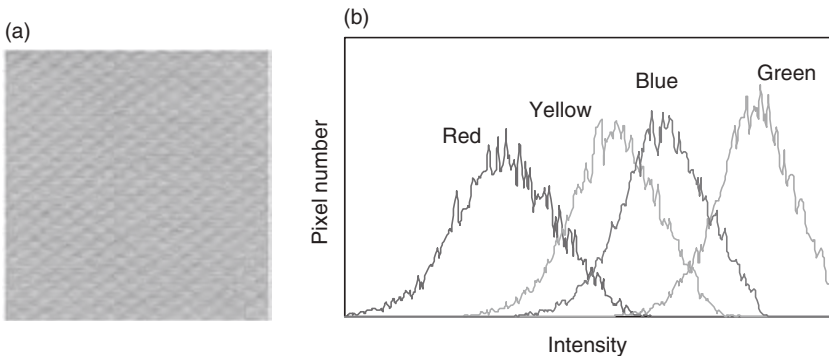 (a)
(b)
Red
Yellow
Blue
Green
Pixel number
Intensity